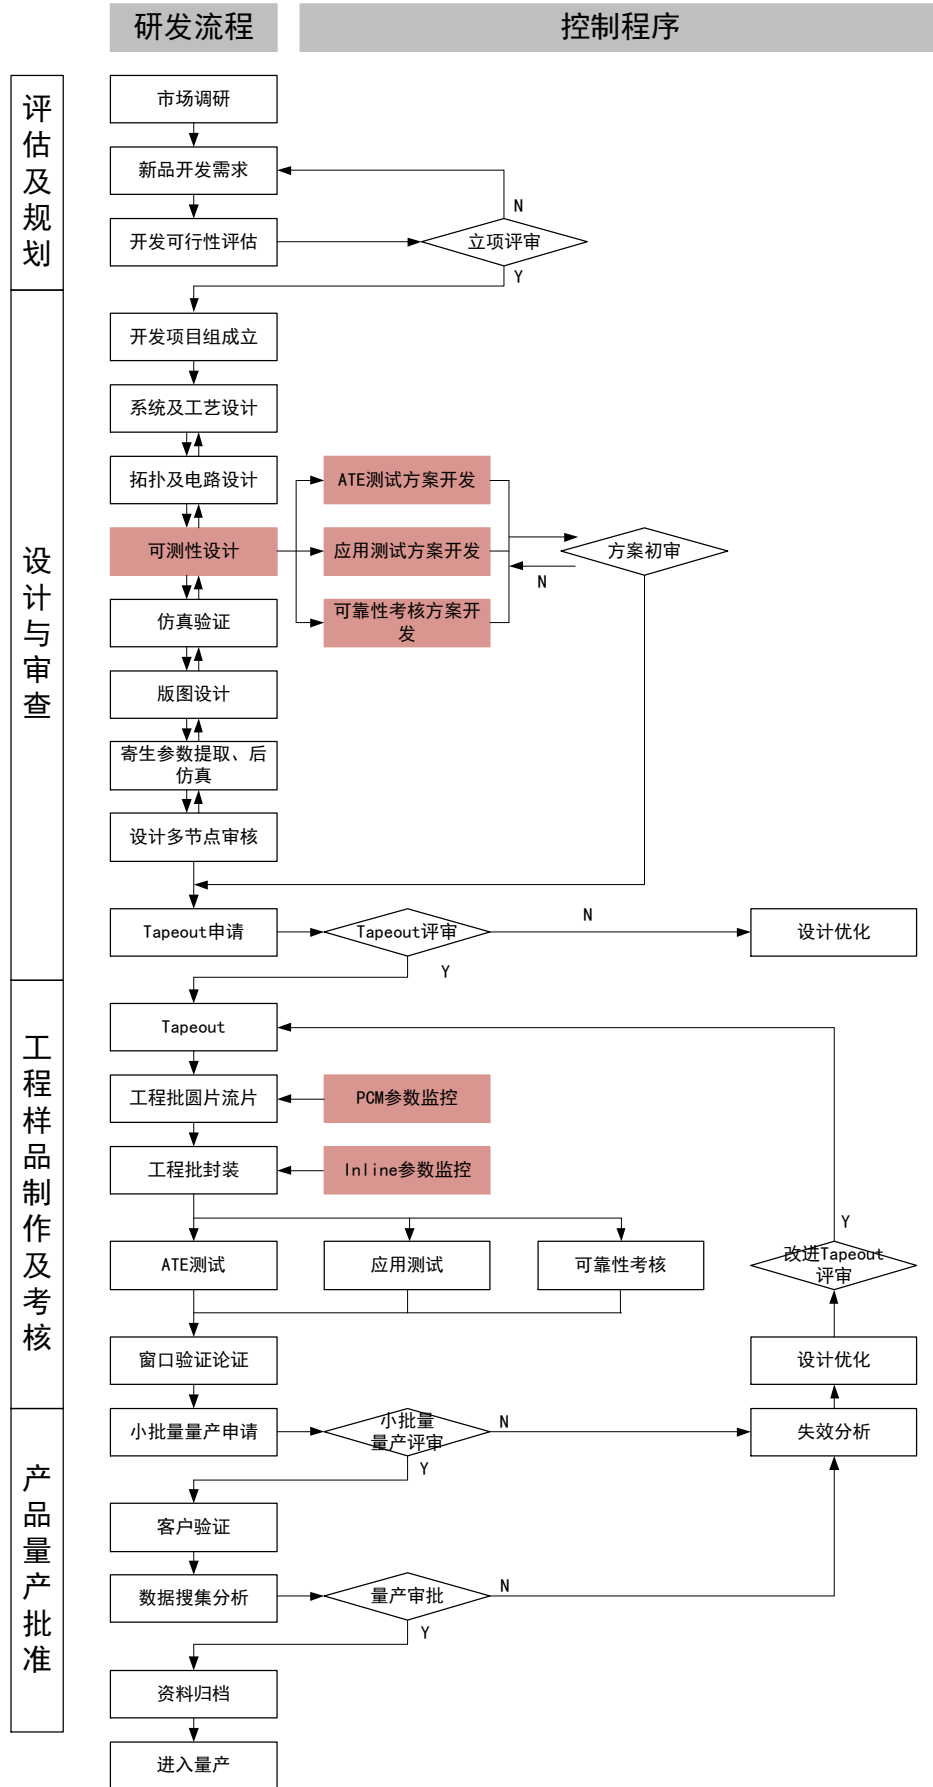 研发流程
控制程序
评估及规划
市场调研
新品开发需求
N
开发可行性评估
立项评审
Y
设计与审查
开发项目组成立
系统及工艺设计
拓扑及电路设计
ATE测试方案开发
可测性设计
应用测试方案开发
方案初审
N
仿真验证
可靠性考核方案开
发
版图设计
寄生参数提取、后
仿真
设计多节点审核
Tapeout申请
Tapeout评审
N
设计优化
Y
工程样品制作及考核
Tapeout
工程批圆片流片
PCM参数监控
工程批封装
Inline参数监控
Y
ATE测试
应用测试
可靠性考核
改进Tapeout
评审
窗口验证论证
设计优化
产品量产批准
小批量量产申请
小批量
量产评审
N
失效分析
Y
客户验证
数据搜集分析
量产审批
N
Y
资料归档
进入量产